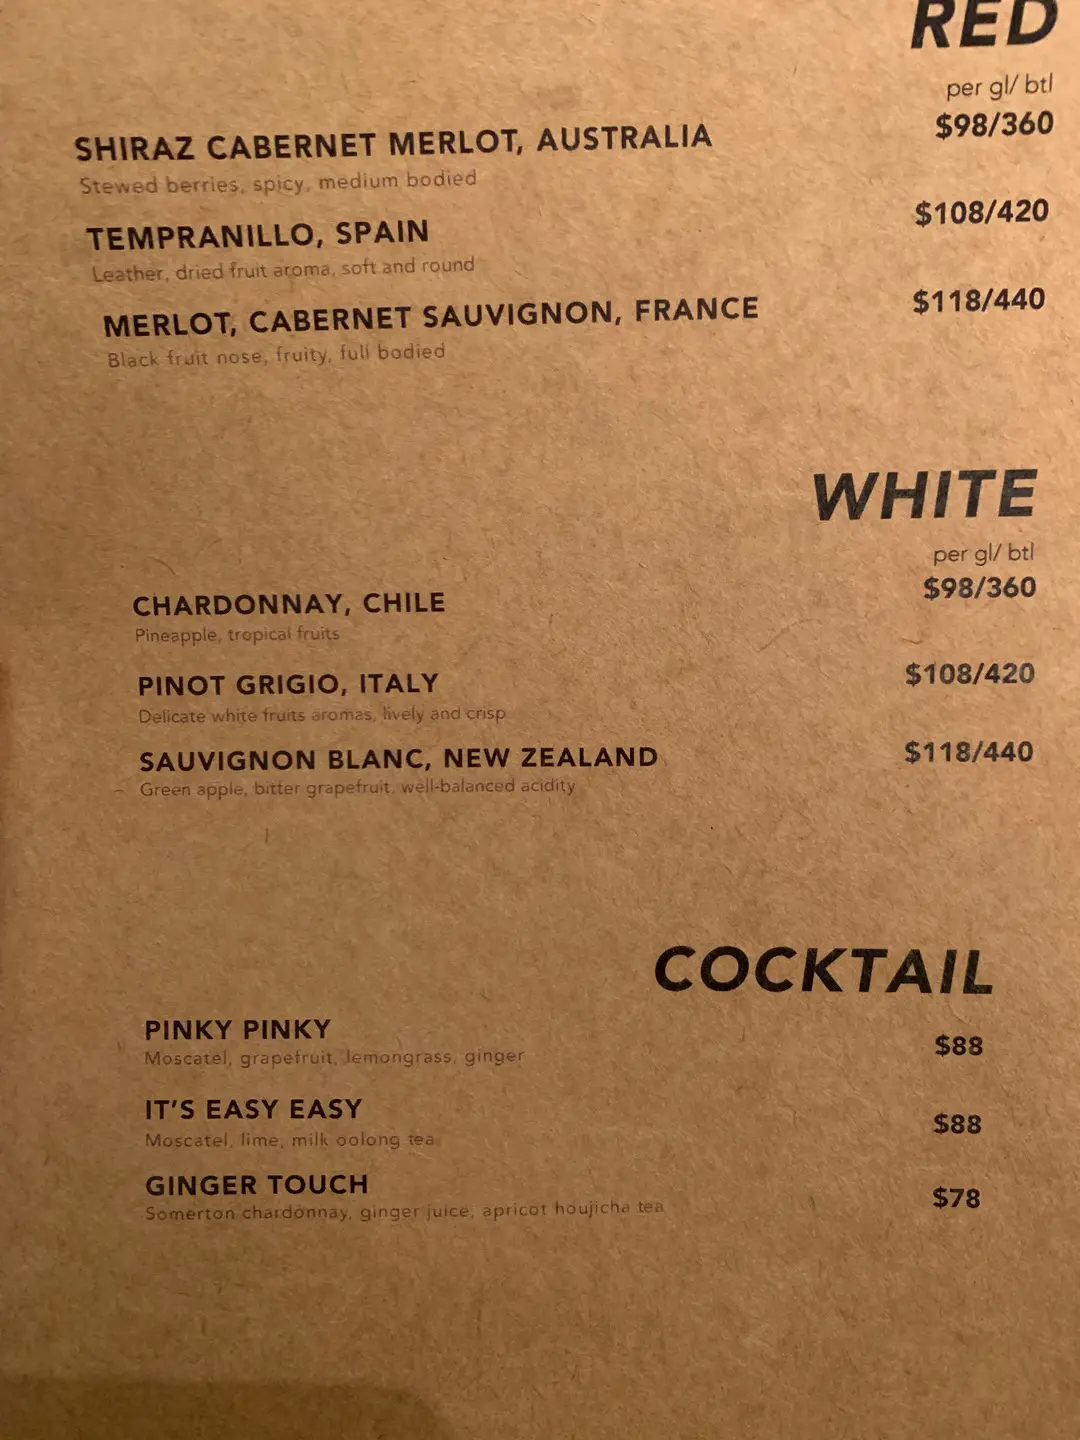 RED
per gl/ btl
SHIRAZ CABERNET MERLOT, AUSTRALIA $98/360
Stewed berries, spicy, medium bodied
TEMPRANILLO, SPAIN $108/420
Leather, dried fruit aroma, soft and round
MERLOT, CABERNET SAUVIGNON, FRANCE $118/440
Black fruit nose, fruity, full bodied
WHITE
per gl/ btl
CHARDONNAY, CHILE $98/360
Pineapple, tropical fruits
PINOT GRIGIO, ITALY $108/420
Delicate white fruits aromas, lively and crisp
SAUVIGNON BLANC, NEW ZEALAND $118/440
Green apple, bitter grapefruit, well-balanced acidity
COCKTAIL
PINKY PINKY $88
Moscatel, grapefruit, lemongrass, ginger
IT'S EASY EASY $88
Moscatel, lime, milk oolong tea
GINGER TOUCH $78
Somerton chardonnay, ginger juice, apricot houjicha tea